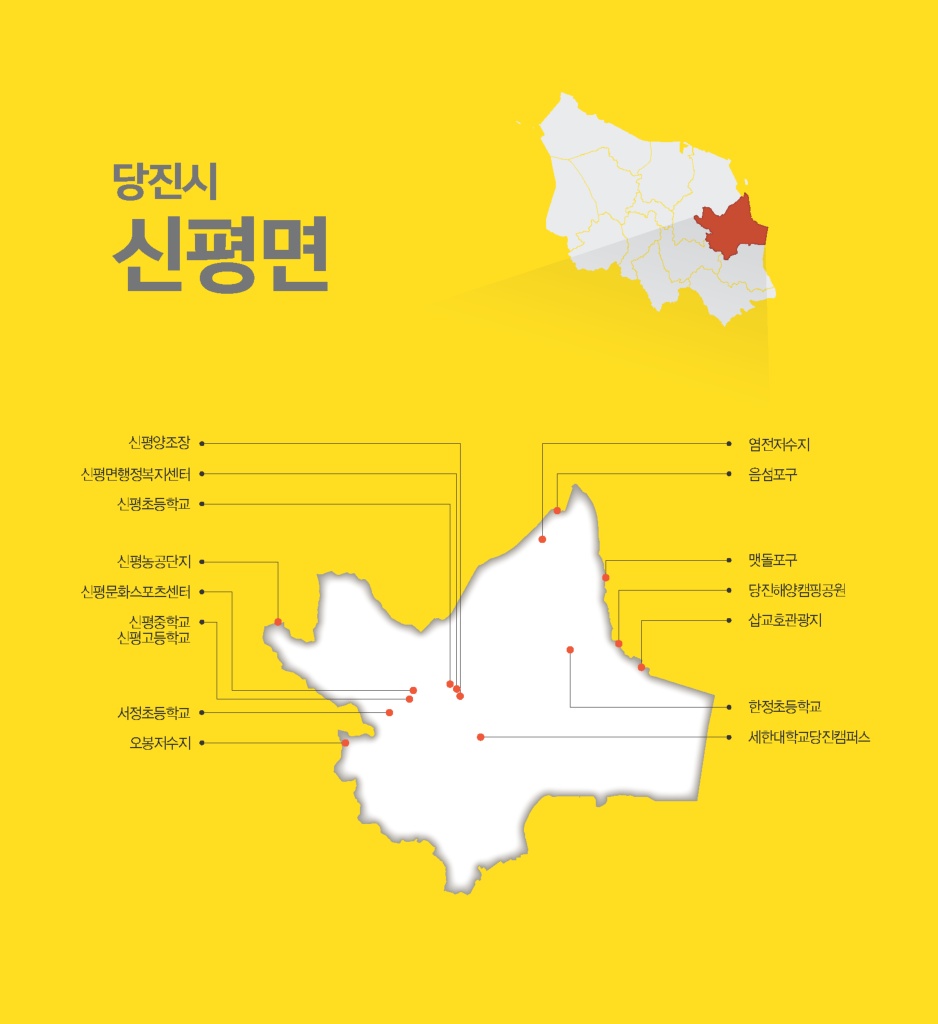 당진시
신평면
신평양조장
신평면행정복지센터
신평초등학교
신평농공단지
신평문화스포츠센터
신평중학교
신평고등학교
서정초등학교
오봉저수지
염전저수지
음섬포구
맷돌포구
당진해양캠핑공원
삽교호관광지
한정초등학교
세한대학교당진캠퍼스